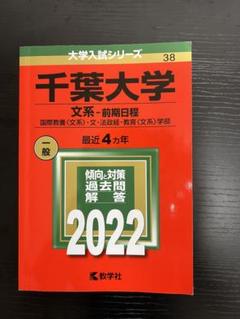 大学入試シリーズ
38
千葉大学
文系-前期日程
国際教養〈文系〉・文・法政経・教育〈文系〉学部
一般
最近4カ年
傾向と対策
過去問
解答
2022
教学社